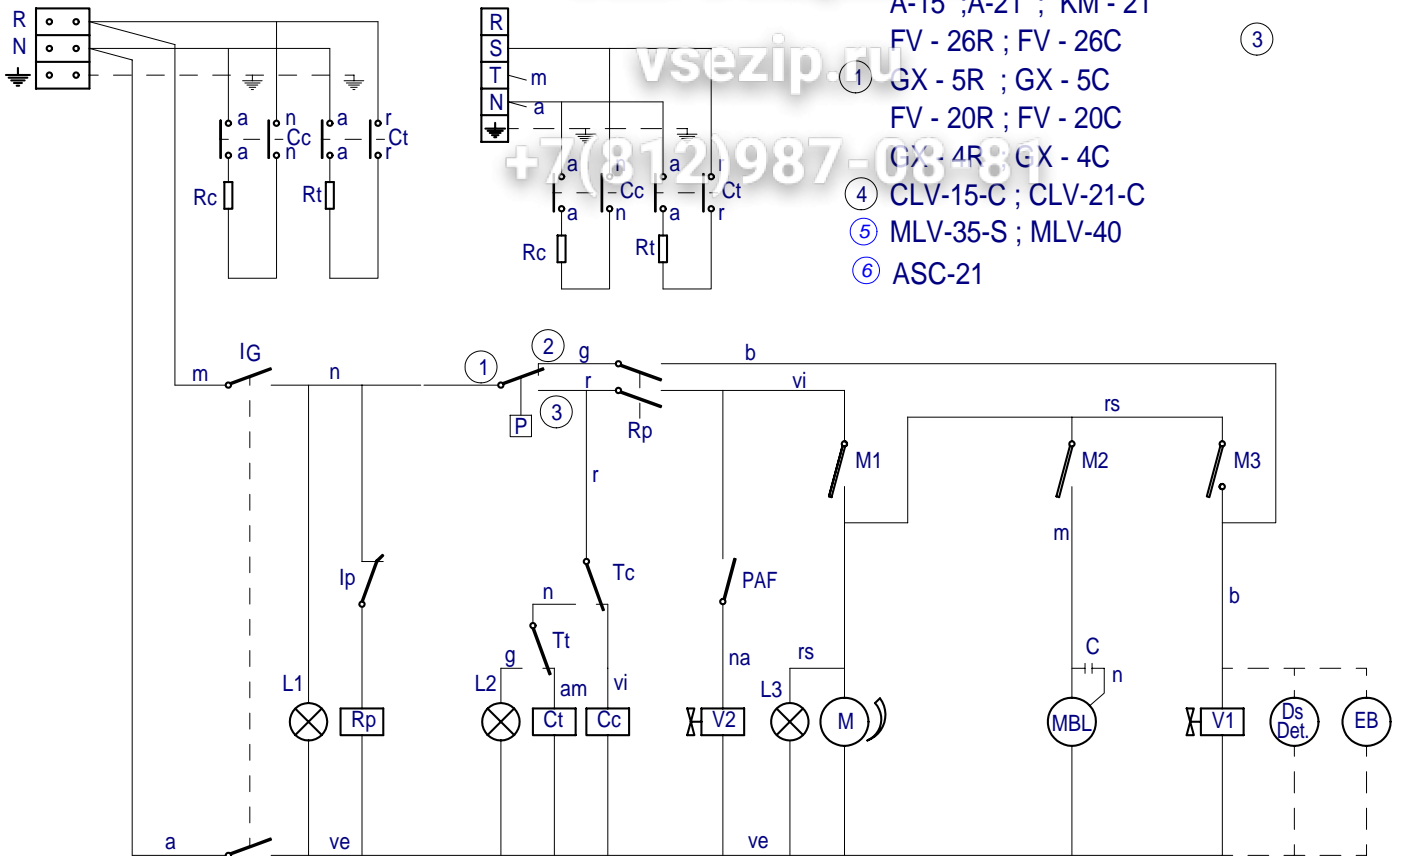 A-15 ;A-21 ; KM - 21
FV - 26R ; FV - 26C
3
1
GX - 5R ; GX - 5C
FV - 20R ; FV - 20C
GX - 4R ; GX - 4C
4
CLV-15-C ; CLV-21-C
5
MLV-35-S ; MLV-40
6
ASC-21
vsezip.ru
+7(812)987-08-81
R
N
a
a
n
n
Cc
a
a
r
r
Ct
Rc
Rt
R
S
T
N
m
a
a
a
n
n
Cc
a
a
r
r
Ct
Rc
Rt
IG
m
n
1
2
g
b
r
vi
3
P
Rp
rs
M1
M2
M3
r
m
Ip
Tc
PAF
n
b
Tt
g
am
vi
na
rs
C
n
L1
Rp
L2
Ct
Cc
V2
L3
M
MBL
V1
Ds
Det.
EB
a
ve
ve